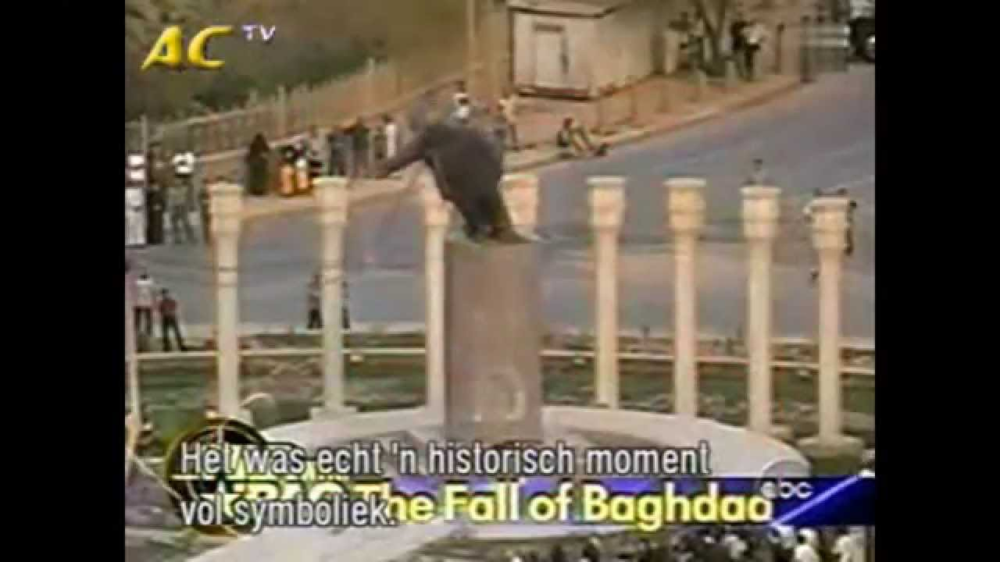 AC TV
Het was echt 'n historisch moment
vol symboliek.
The Fall of Baghdad
abc